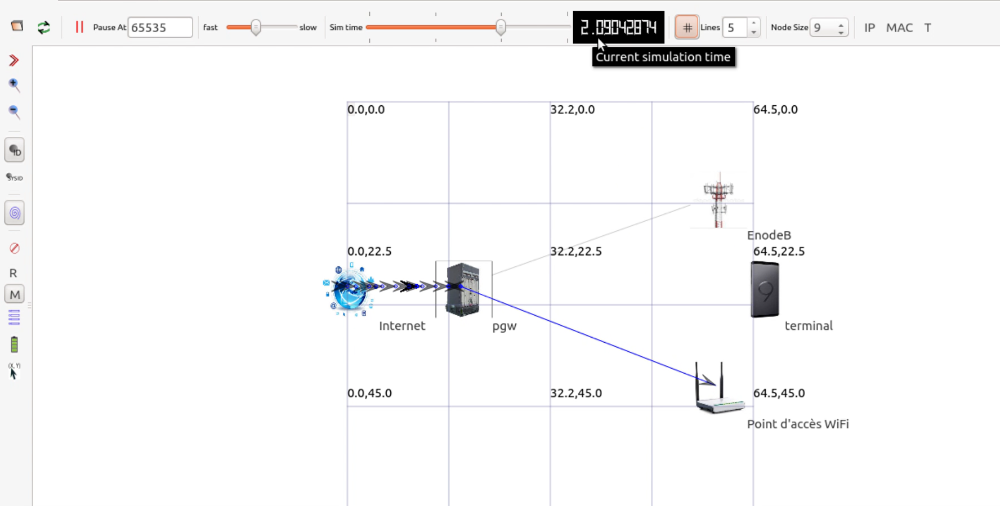 Pause At 65535 fast slow Sim time 2.09042874 # Lines 5 Node Size 9 IP MAC T
Current simulation time
ID
SYSID
R
M
(X, Y)
0.0,0.0 32.2,0.0 64.5,0.0
EnodeB
0.0,22.5 32.2,22.5 64.5,22.5
9
Internet pgw terminal
0.0,45.0 32.2,45.0 64.5,45.0
Point d'accès WiFi